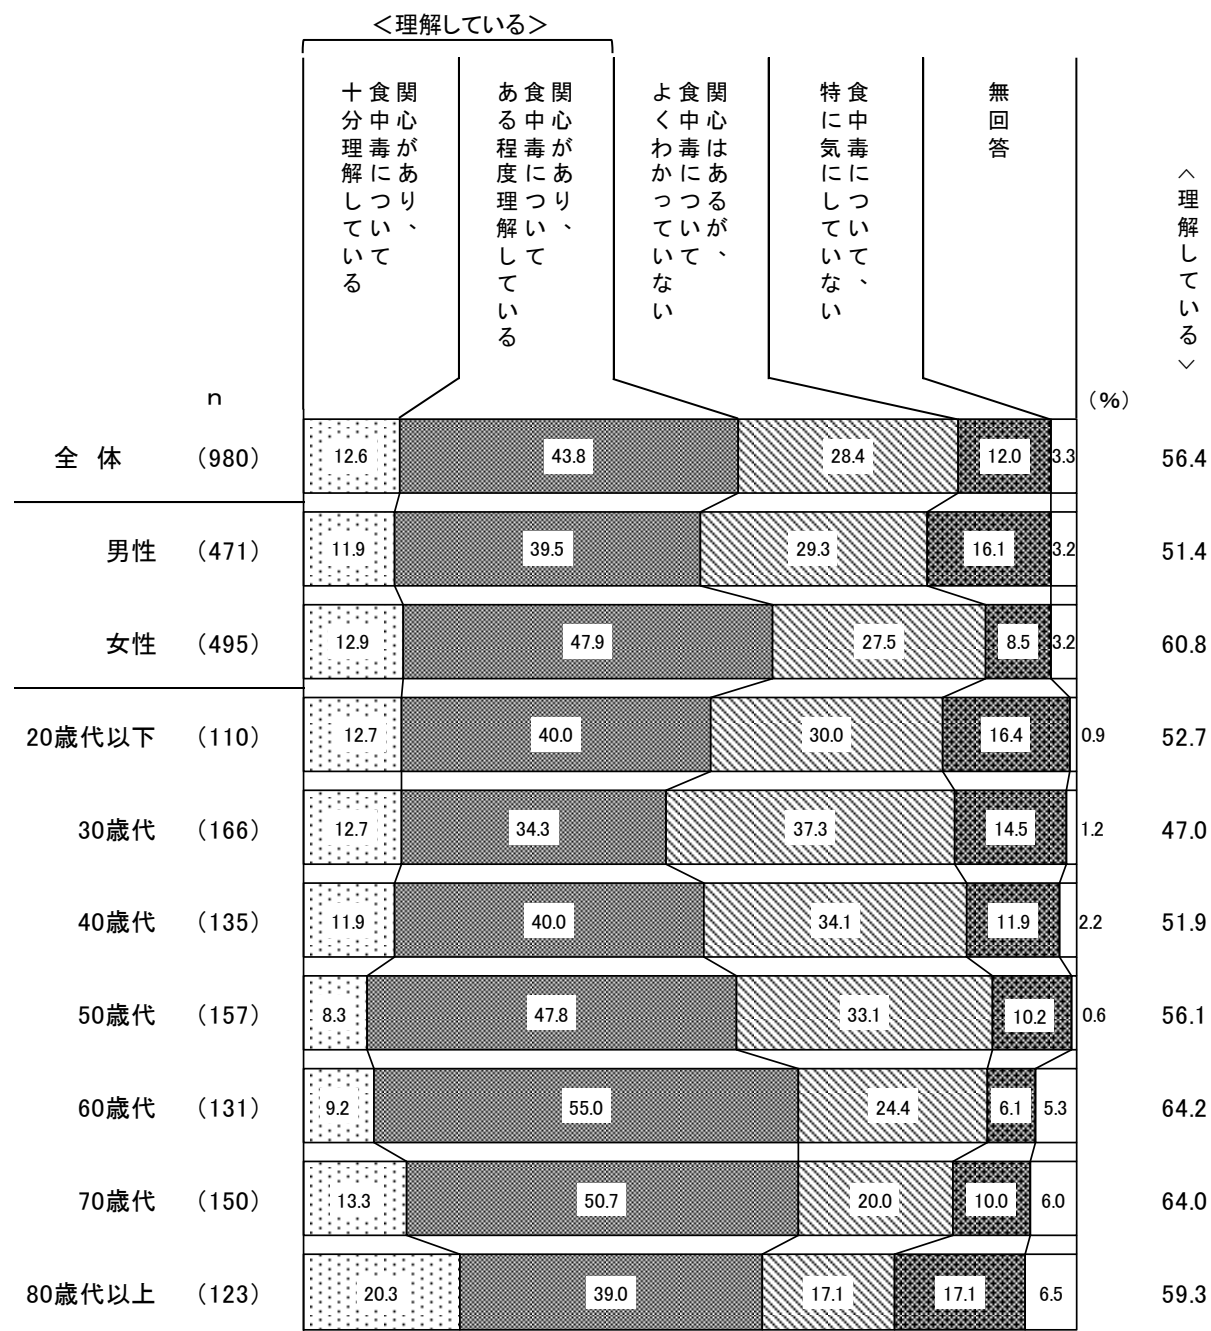 ＜理解している＞
関心があり、
食中毒について
十分理解している
関心があり、
食中毒について
ある程度理解している
関心はあるが、
食中毒について
よくわかっていない
食中毒について、
特に気にしていない
無回答
＜理解している＞
ｎ
（%）
全 体 （980） 12.6 43.8 28.4 12.0 3.3 56.4
男性 （471） 11.9 39.5 29.3 16.1 3.2 51.4
女性 （495） 12.9 47.9 27.5 8.5 3.2 60.8
20歳代以下 （110） 12.7 40.0 30.0 16.4 0.9 52.7
30歳代 （166） 12.7 34.3 37.3 14.5 1.2 47.0
40歳代 （135） 11.9 40.0 34.1 11.9 2.2 51.9
50歳代 （157） 8.3 47.8 33.1 10.2 0.6 56.1
60歳代 （131） 9.2 55.0 24.4 6.1 5.3 64.2
70歳代 （150） 13.3 50.7 20.0 10.0 6.0 64.0
80歳代以上 （123） 20.3 39.0 17.1 17.1 6.5 59.3